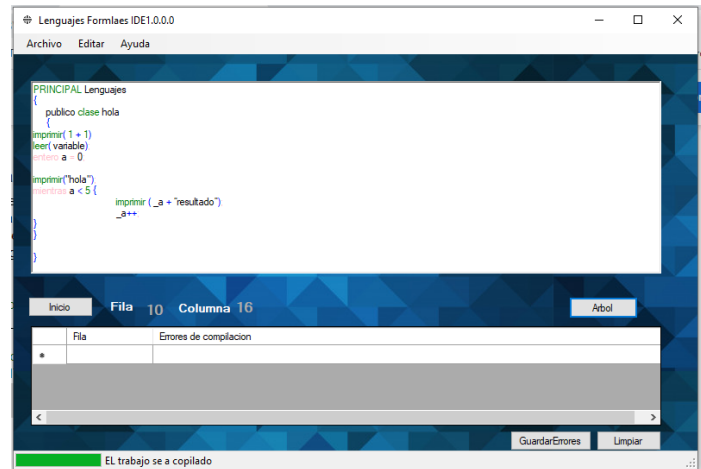 Lenguajes Formlaes IDE1.0.0.0
Archivo Editar Ayuda
PRINCIPAL Lenguajes
{
publico clase hola
{
imprimir( 1 + 1)
leer( variable)
entero a = 0
imprimir("hola")
mientras a < 5 {
imprimir ( _a + "resultado")
_a++
}
}
}
Inicio Fila 10 Columna 16 Arbol
Fila Errores de compilacion
GuardarErrores Limpiar
EL trabajo se a copilado